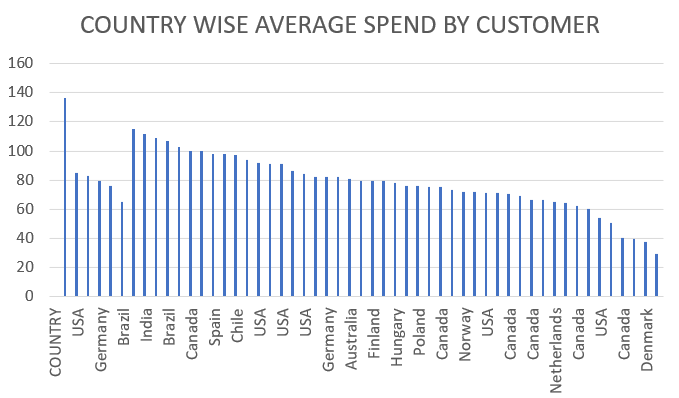 COUNTRY WISE AVERAGE SPEND BY CUSTOMER
160
140
120
100
80
60
40
20
0
COUNTRY
USA
Germany
Brazil
India
Brazil
Canada
Spain
Chile
USA
USA
USA
Germany
Australia
Finland
Hungary
Poland
Canada
Norway
USA
Canada
Canada
Netherlands
Canada
USA
Canada
Denmark